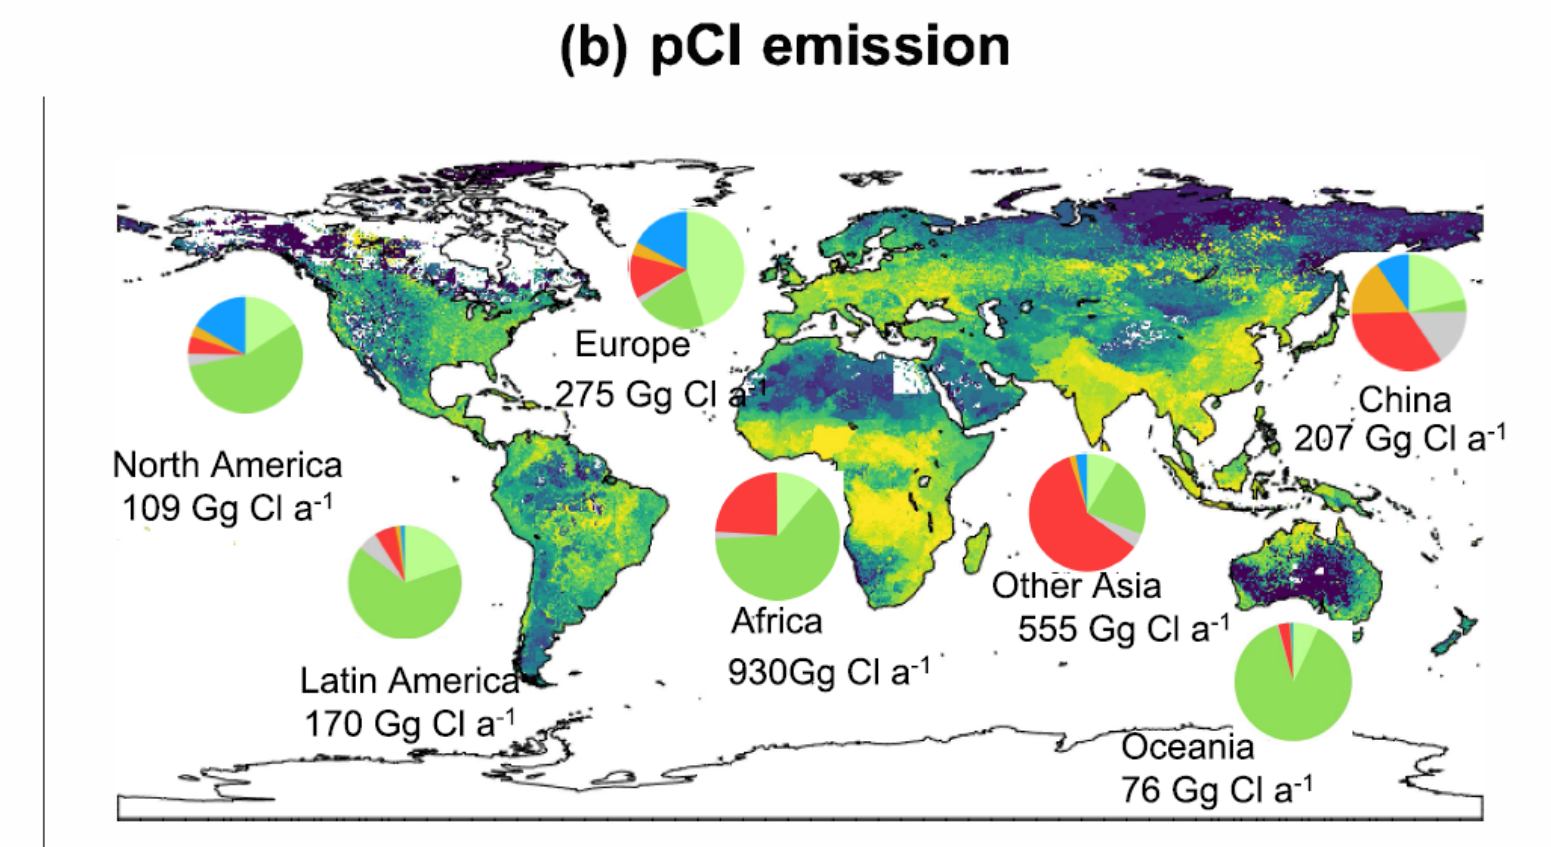 (b) pCl emission
Europe
275 Gg Cl a-1
China
207 Gg Cl a-1
North America
109 Gg Cl a-1
Other Asia
555 Gg Cl a-1
Africa
930Gg Cl a-1
Latin America
170 Gg Cl a-1
Oceania
76 Gg Cl a-1